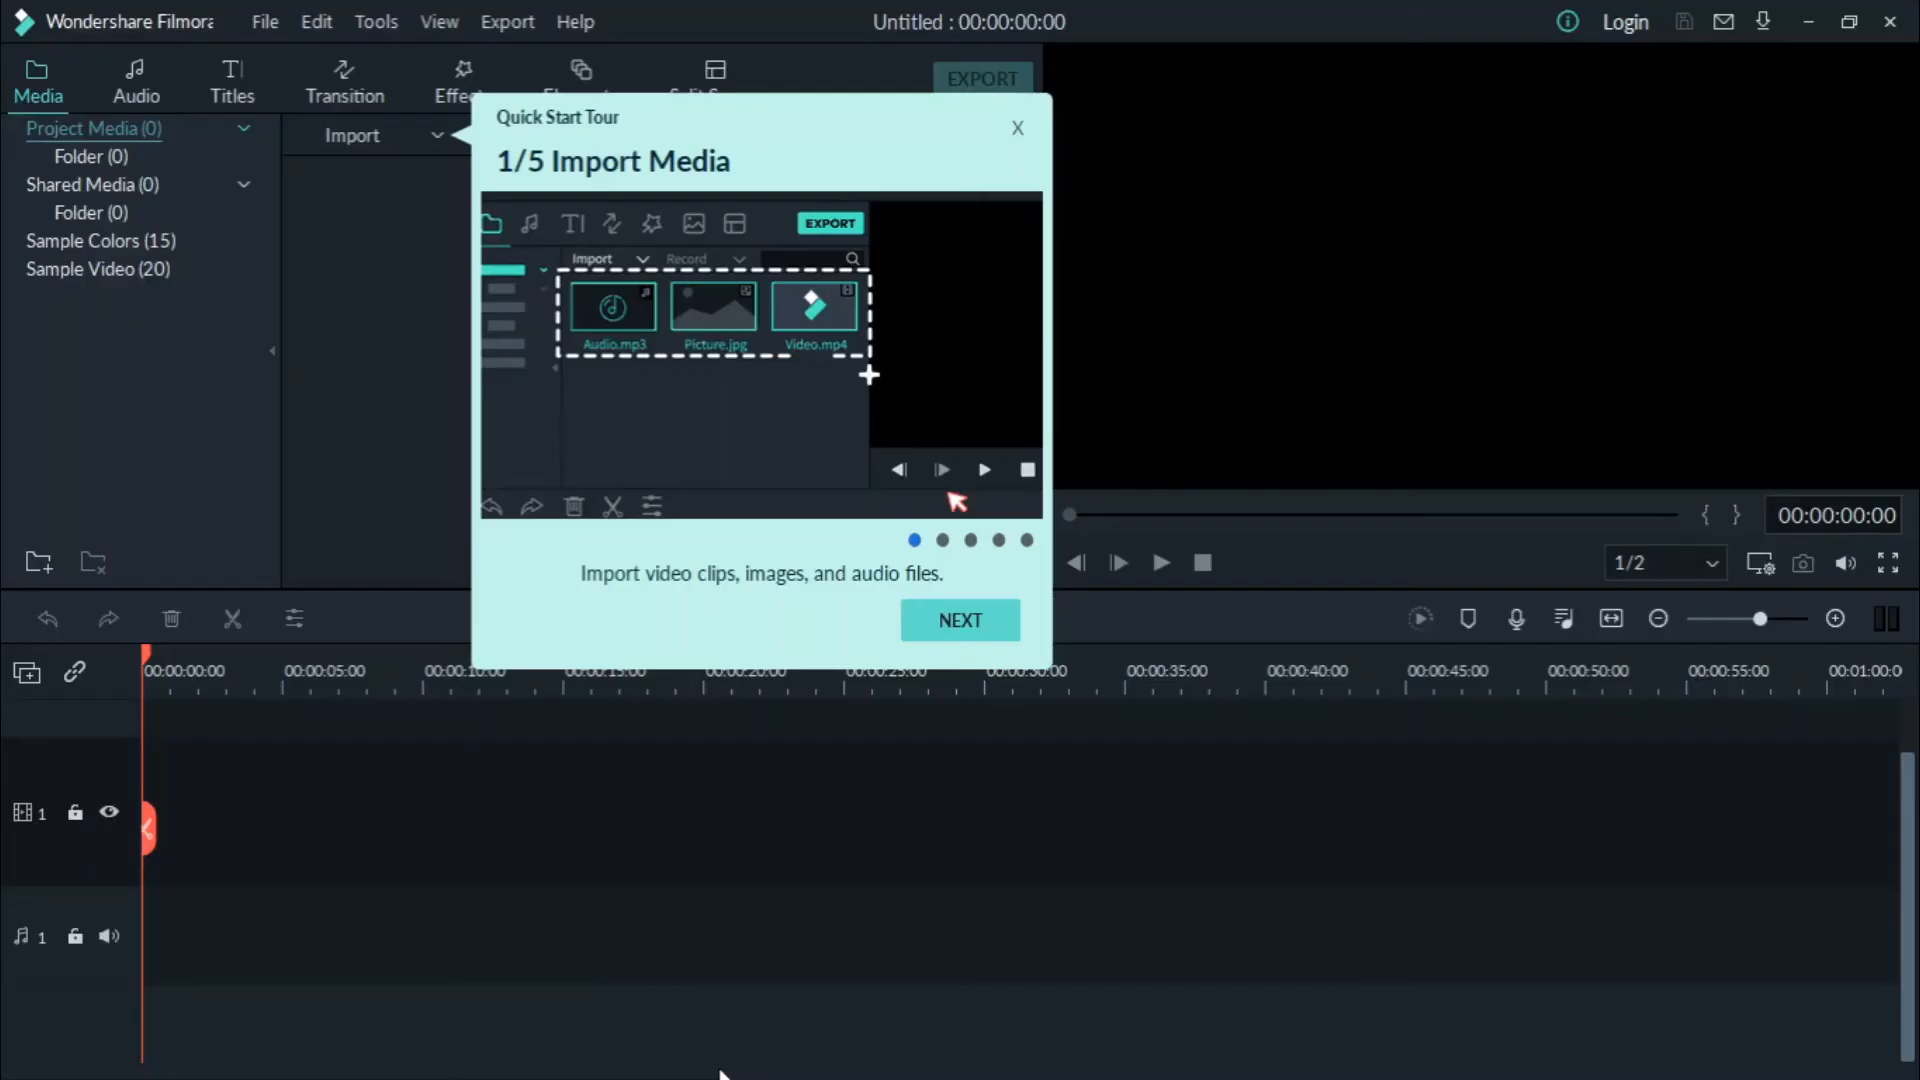 Wondershare Filmora File Edit Tools View Export Help Untitled : 00:00:00:00 Login
Media Audio Titles Transition EXPORT
Project Media (0)
Folder (0)
Shared Media (0)
Folder (0)
Sample Colors (15)
Sample Video (20)
Import
Quick Start Tour
X
1/5 Import Media
EXPORT
Import Record
Audio.mp3 Picture.jpg Video.mp4
Import video clips, images, and audio files.
NEXT
{ } 00:00:00:00
1/2
00:00:00:00 00:00:05:00 00:00:10:00 00:00:15:00 00:00:20:00 00:00:25:00 00:00:30:00 00:00:35:00 00:00:40:00 00:00:45:00 00:00:50:00 00:00:55:00 00:01:00:0
1
1